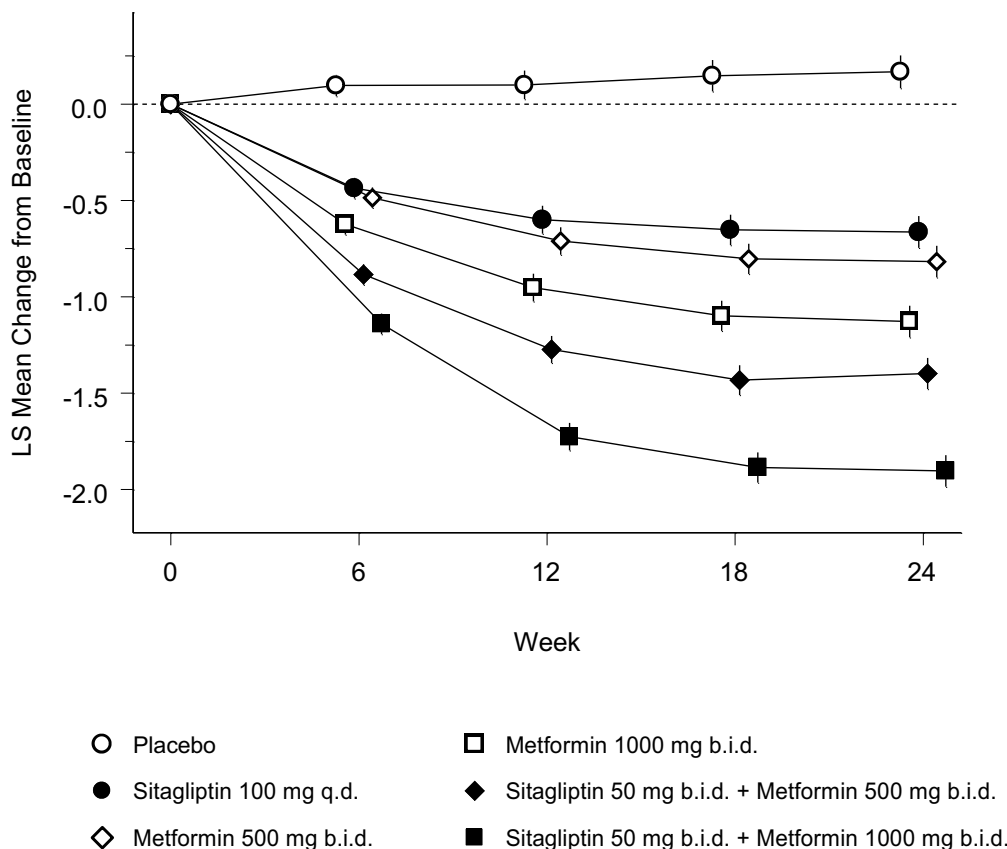 LS Mean Change from Baseline
0.0
-0.5
-1.0
-1.5
-2.0
0 6 12 18 24
Week
Placebo
Metformin 1000 mg b.i.d.
Sitagliptin 100 mg q.d.
Sitagliptin 50 mg b.i.d. + Metformin 500 mg b.i.d.
Metformin 500 mg b.i.d.
Sitagliptin 50 mg b.i.d. + Metformin 1000 mg b.i.d.